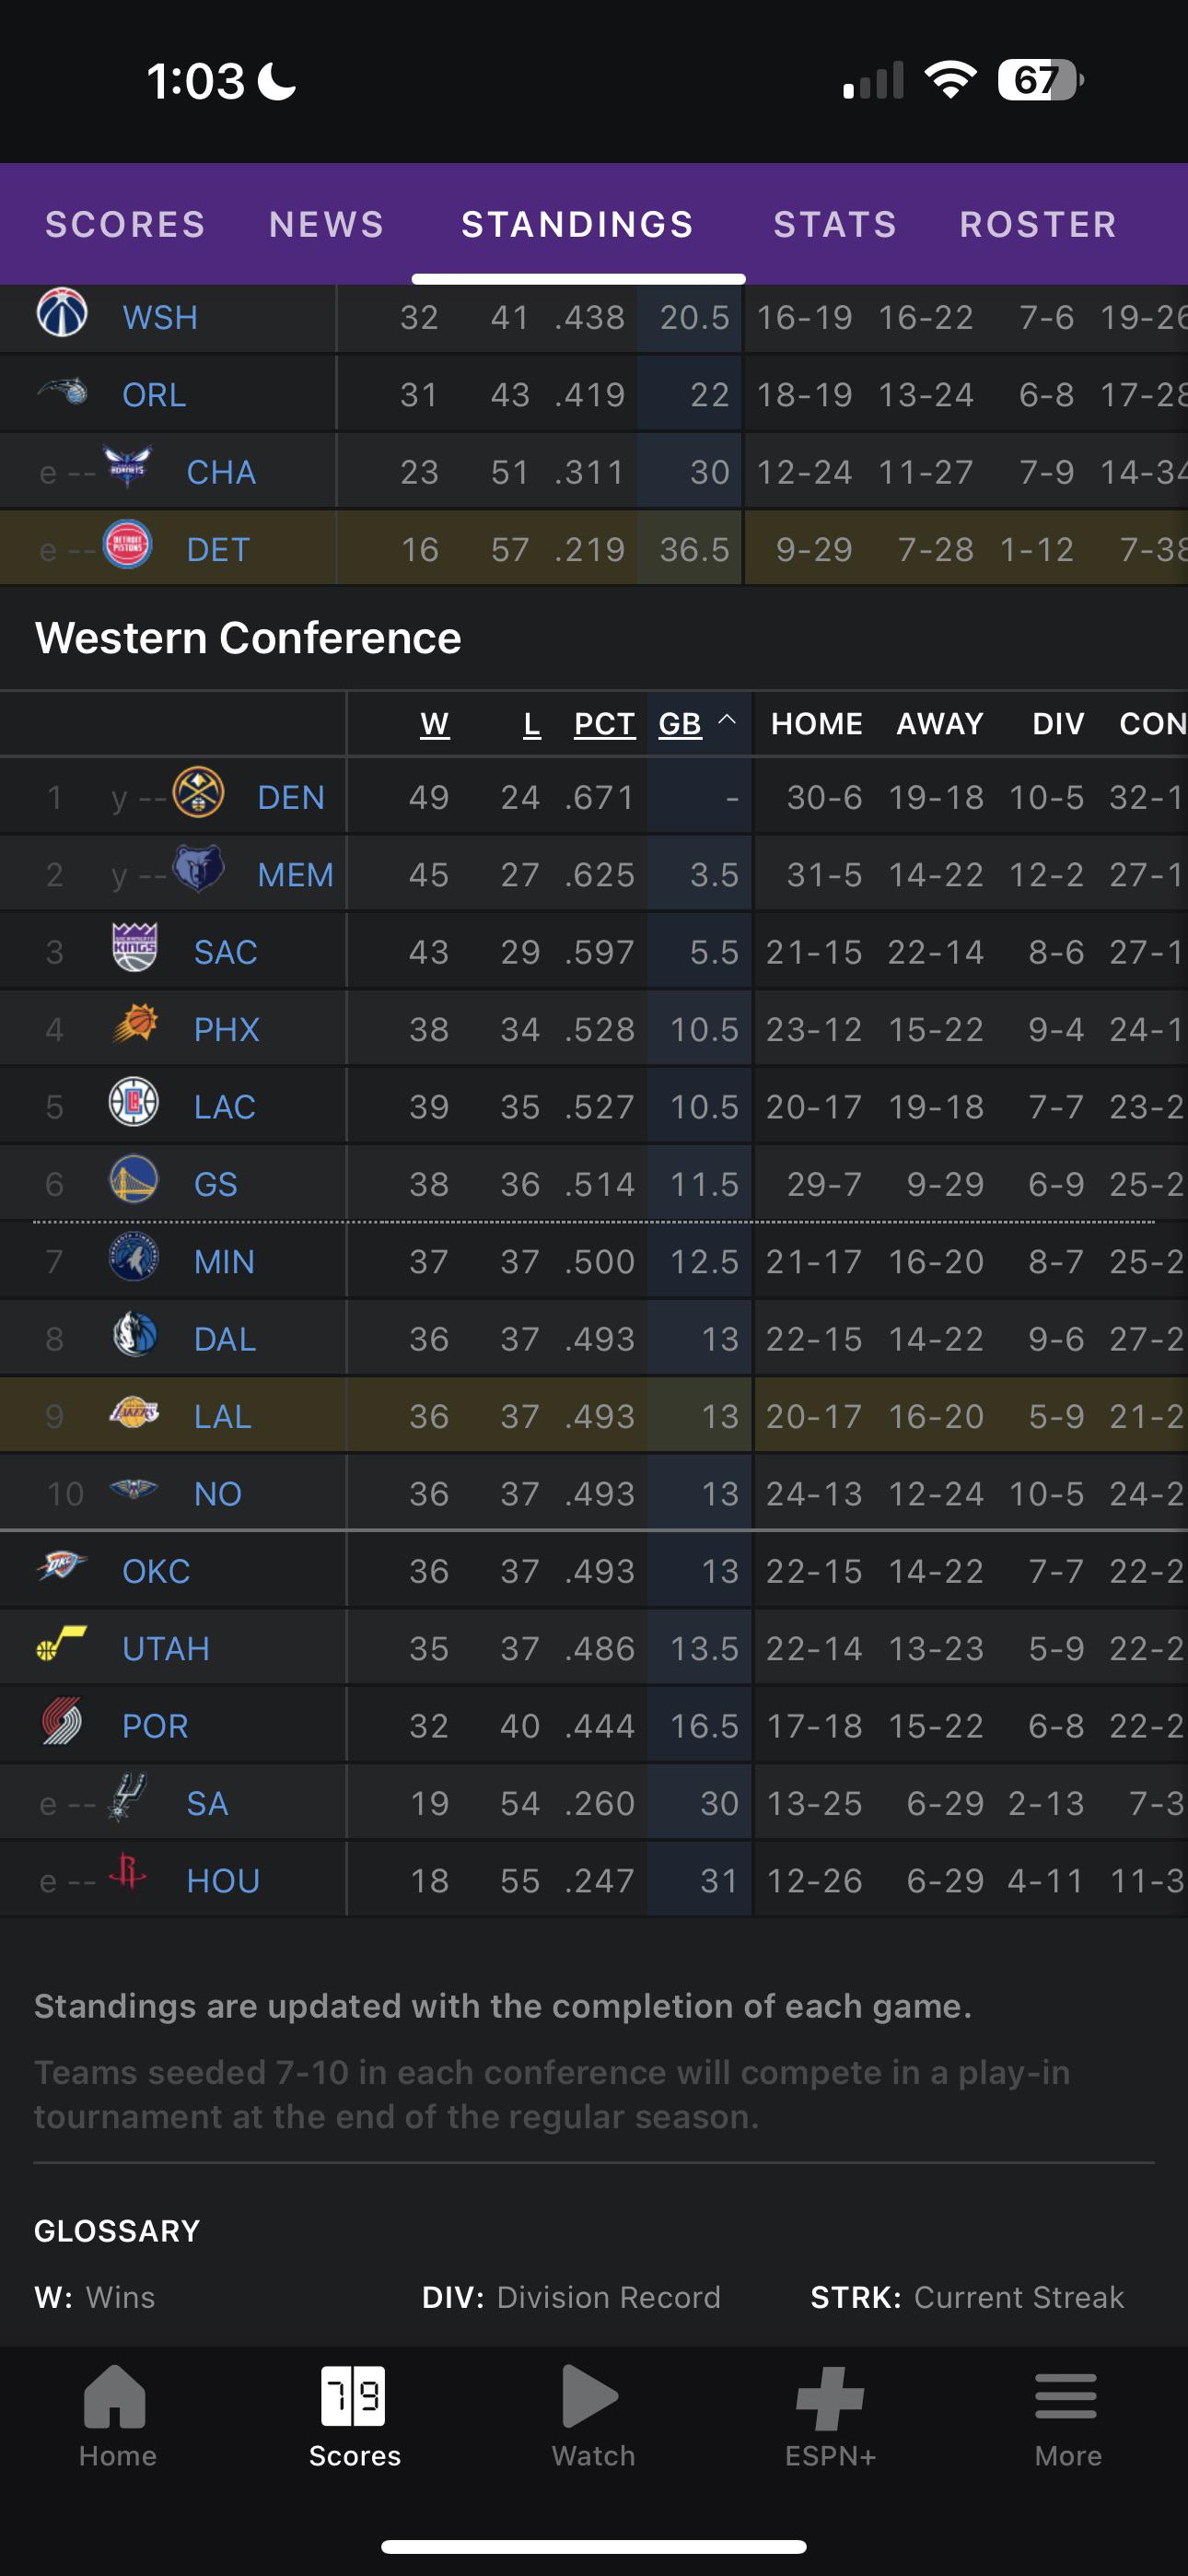 1:03
67
SCORES NEWS STANDINGS STATS ROSTER
WSH 32 41 .438 20.5 16-19 16-22 7-6 19-26
ORL 31 43 .419 22 18-19 13-24 6-8 17-28
e -- CHA 23 51 .311 30 12-24 11-27 7-9 14-34
e -- DET 16 57 .219 36.5 9-29 7-28 1-12 7-38
Western Conference
W L PCT GB HOME AWAY DIV CON
1 y -- DEN 49 24 .671 - 30-6 19-18 10-5 32-1
2 y -- MEM 45 27 .625 3.5 31-5 14-22 12-2 27-1
3 SAC 43 29 .597 5.5 21-15 22-14 8-6 27-1
4 PHX 38 34 .528 10.5 23-12 15-22 9-4 24-1
5 LAC 39 35 .527 10.5 20-17 19-18 7-7 23-2
6 GS 38 36 .514 11.5 29-7 9-29 6-9 25-2
7 MIN 37 37 .500 12.5 21-17 16-20 8-7 25-2
8 DAL 36 37 .493 13 22-15 14-22 9-6 27-2
9 LAL 36 37 .493 13 20-17 16-20 5-9 21-2
10 NO 36 37 .493 13 24-13 12-24 10-5 24-2
OKC 36 37 .493 13 22-15 14-22 7-7 22-2
UTAH 35 37 .486 13.5 22-14 13-23 5-9 22-2
POR 32 40 .444 16.5 17-18 15-22 6-8 22-2
e -- SA 19 54 .260 30 13-25 6-29 2-13 7-3
e -- HOU 18 55 .247 31 12-26 6-29 4-11 11-3
Standings are updated with the completion of each game.
Teams seeded 7-10 in each conference will compete in a play-in
tournament at the end of the regular season.
GLOSSARY
W: Wins DIV: Division Record STRK: Current Streak
7 9
Home Scores Watch ESPN+ More